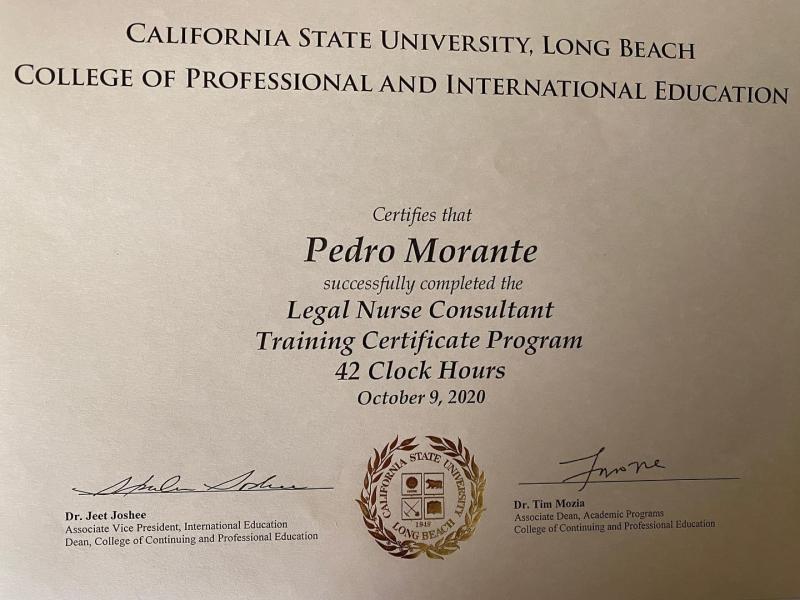 CALIFORNIA STATE UNIVERSITY, LONG BEACH
COLLEGE OF PROFESSIONAL AND INTERNATIONAL EDUCATION
Certifies that
Pedro Morante
successfully completed the
Legal Nurse Consultant
Training Certificate Program
42 Clock Hours
October 9, 2020
Dr. Jeet Joshee
Associate Vice President, International Education
Dean, College of Continuing and Professional Education
CALIFORNIA STATE UNIVERSITY
1949
LONG BEACH
Dr. Tim Mozia
Associate Dean, Academic Programs
College of Continuing and Professional Education